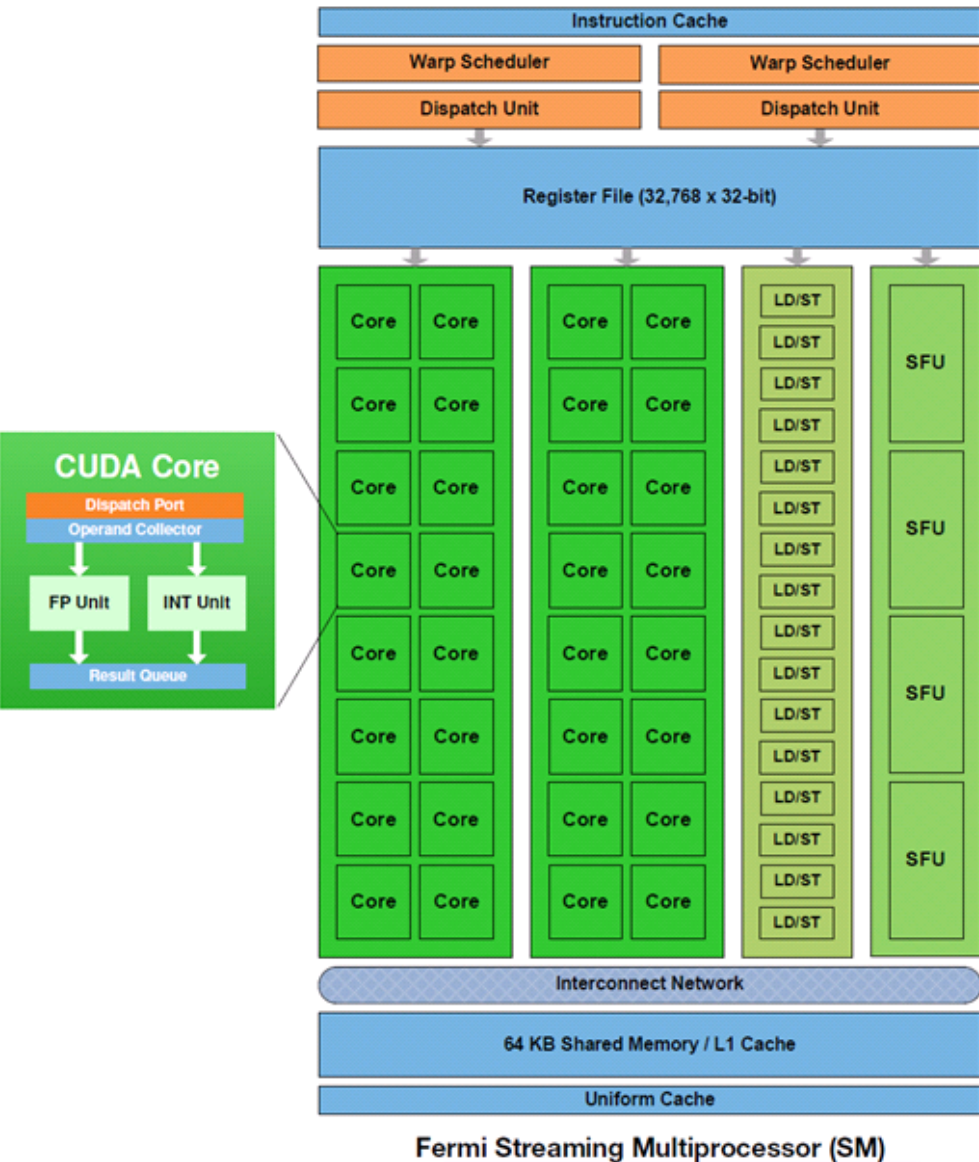 Instruction Cache
Warp Scheduler Warp Scheduler
Dispatch Unit Dispatch Unit
Register File (32,768 x 32-bit)
Core Core Core Core LD/ST
LD/ST
SFU
Core Core Core Core LD/ST
LD/ST
Core Core Core Core LD/ST
LD/ST
SFU
Core Core Core Core LD/ST
LD/ST
Core Core Core Core LD/ST
LD/ST
SFU
Core Core Core Core LD/ST
LD/ST
Core Core Core Core LD/ST
LD/ST
SFU
Core Core Core Core LD/ST
LD/ST
CUDA Core
Dispatch Port
Operand Collector
FP Unit INT Unit
Result Queue
Interconnect Network
64 KB Shared Memory / L1 Cache
Uniform Cache
Fermi Streaming Multiprocessor (SM)